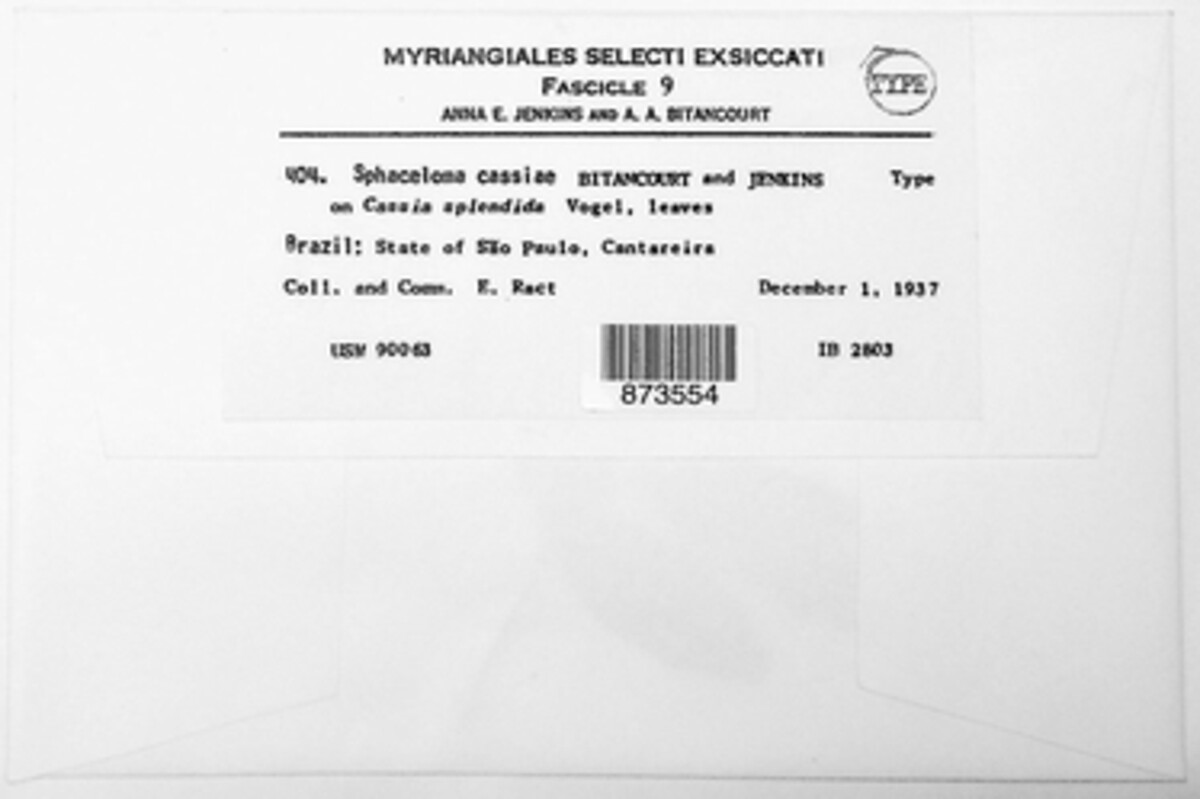 MYRIANGIALES SELECTI EXSICCATI
FASCICLE 9
TYPE
ANNA E. JENKINS AND A. A. BITANCOURT
404. Sphaceloma cassiae BITANCOURT and JENKINS Type
on Cassia splendida Vogel, leaves
Brazil: State of São Paulo, Cantareira
Coll. and Comm. E. Ract December 1, 1937
USM 90063 IB 2803
873554